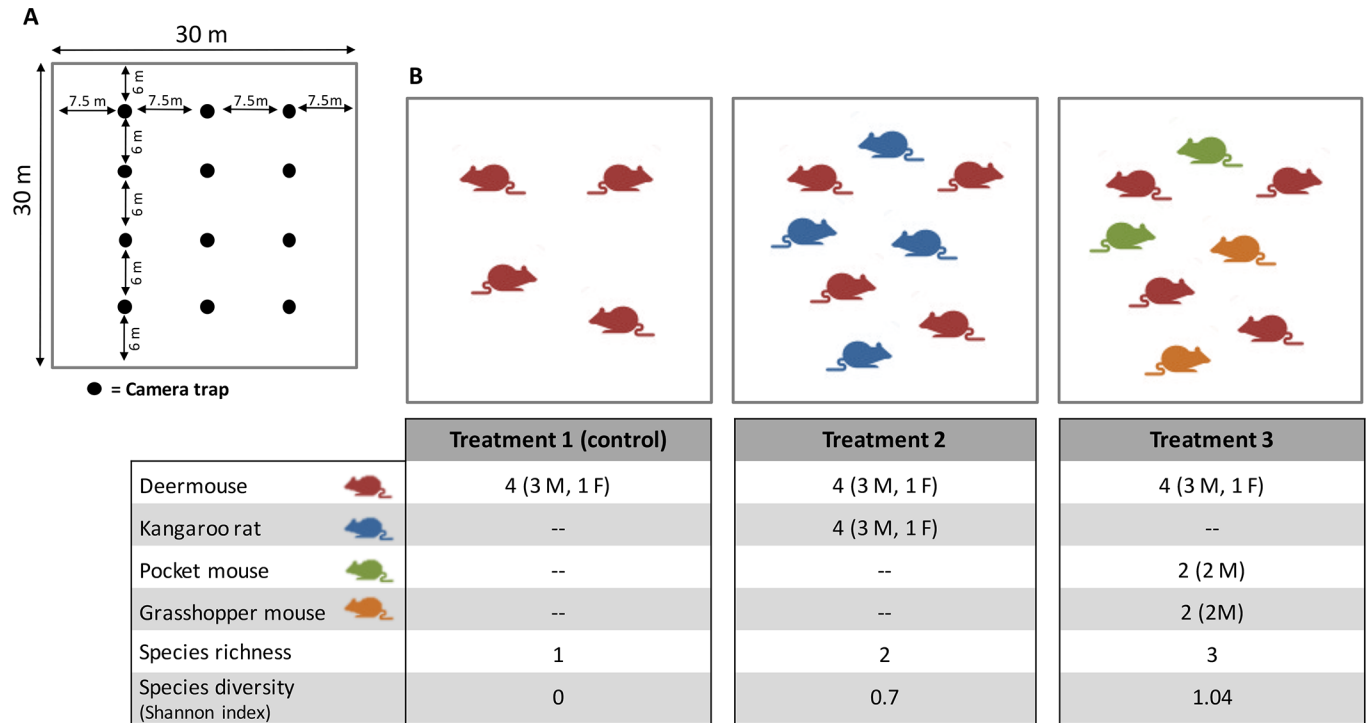 A
30 m
30 m
6 m
7.5 m
7.5m
7.5m
7.5m
6 m
6 m
6 m
6 m
= Camera trap
B
Treatment 1 (control)
Treatment 2
Treatment 3
Deermouse
4 (3 M, 1 F)
4 (3 M, 1 F)
4 (3 M, 1 F)
Kangaroo rat
--
4 (3 M, 1 F)
--
Pocket mouse
--
--
2 (2 M)
Grasshopper mouse
--
--
2 (2M)
Species richness
1
2
3
Species diversity
(Shannon index)
0
0.7
1.04